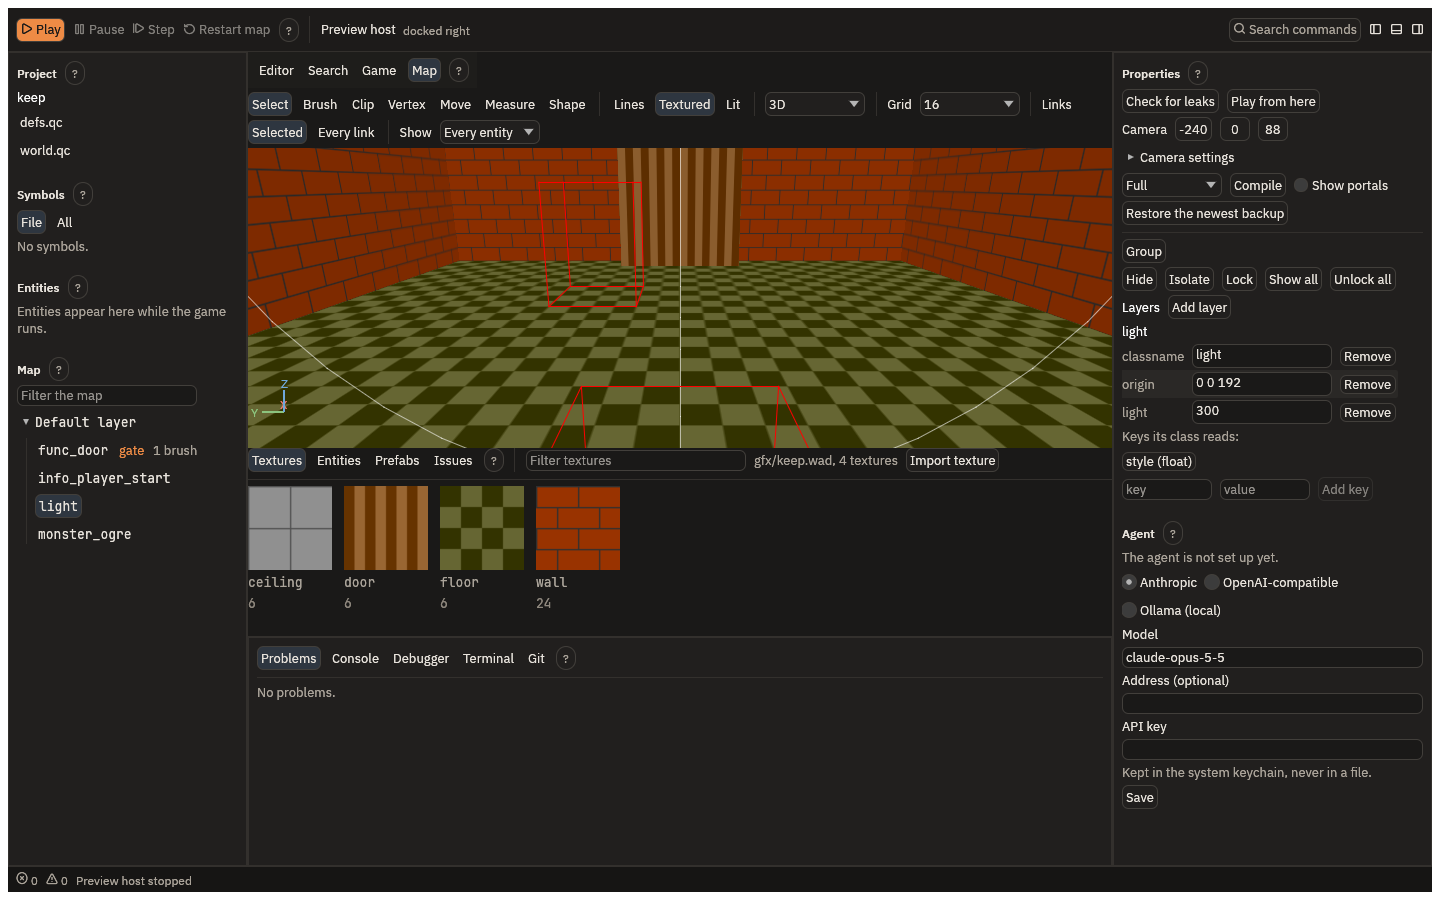 Play Pause Step Restart map ? Preview host docked right Search commands
Project ?
keep
defs.qc
world.qc
Symbols ?
File All
No symbols.
Entities ?
Entities appear here while the game
runs.
Map ?
Filter the map
Default layer
func_door gate 1 brush
info_player_start
light
monster_ogre
Editor Search Game Map ?
Select Brush Clip Vertex Move Measure Shape Lines Textured Lit 3D Grid 16 Links
Selected Every link Show Every entity
Z
Y X
Textures Entities Prefabs Issues ? Filter textures gfx/keep.wad, 4 textures Import texture
ceiling door floor wall
6 6 6 24
Problems Console Debugger Terminal Git ?
No problems.
Properties ?
Check for leaks Play from here
Camera -240 0 88
Camera settings
Full Compile Show portals
Restore the newest backup
Group
Hide Isolate Lock Show all Unlock all
Layers Add layer
light
classname light Remove
origin 0 0 192 Remove
light 300 Remove
Keys its class reads:
style (float)
key value Add key
Agent ?
The agent is not set up yet.
Anthropic OpenAI-compatible
Ollama (local)
Model
claude-opus-5-5
Address (optional)
API key
Kept in the system keychain, never in a file.
Save
0 0 Preview host stopped